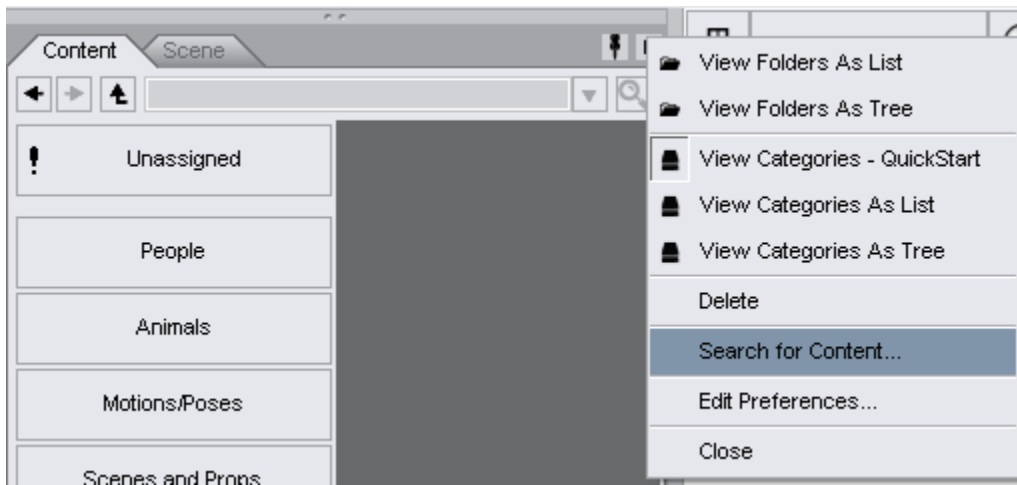 Content
Scene
Unassigned
People
Animals
Motions/Poses
Scenes and Props
View Folders As List
View Folders As Tree
View Categories - QuickStart
View Categories As List
View Categories As Tree
Delete
Search for Content...
Edit Preferences...
Close